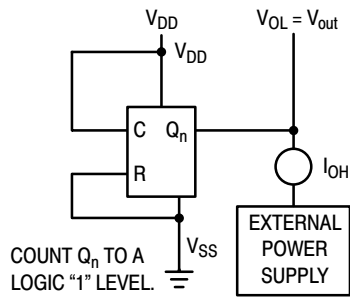 V_DD
V_OL = V_out
V_DD
C Q_n
R
I_OH
V_SS
EXTERNAL
POWER
SUPPLY
COUNT Q_n TO A
LOGIC “1” LEVEL.